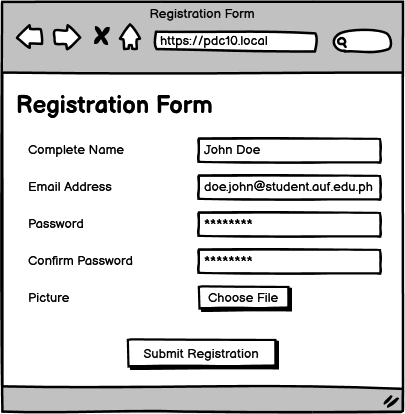 Registration Form
https://pdc10.local
Registration Form
Complete Name John Doe
Email Address doe.john@student.auf.edu.ph
Password ********
Confirm Password ********
Picture Choose File
Submit Registration